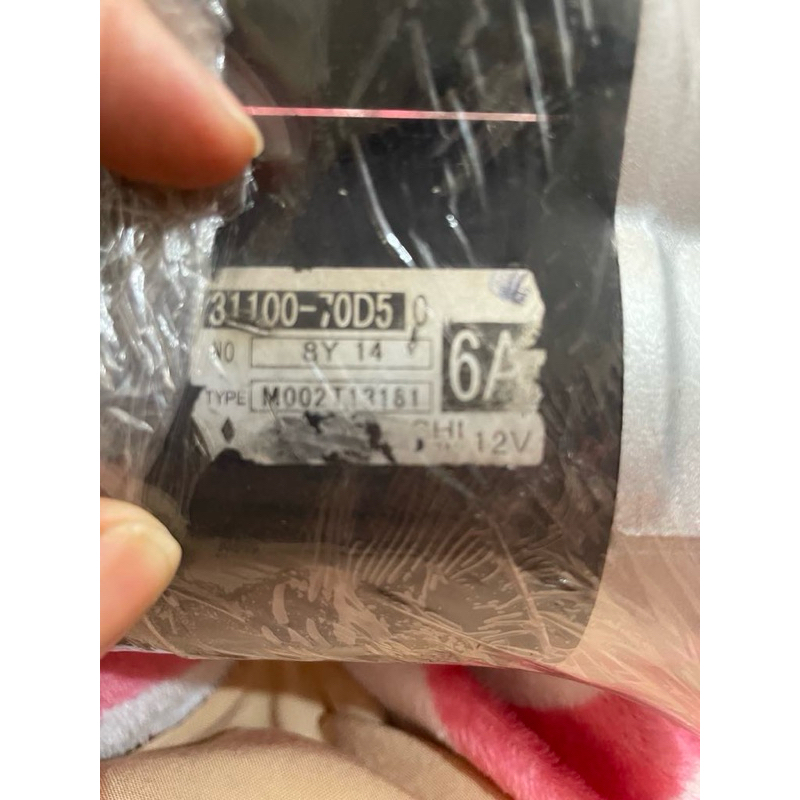 31100-70D5
6A
NO 8Y 14
TYPE M002T13181
12V